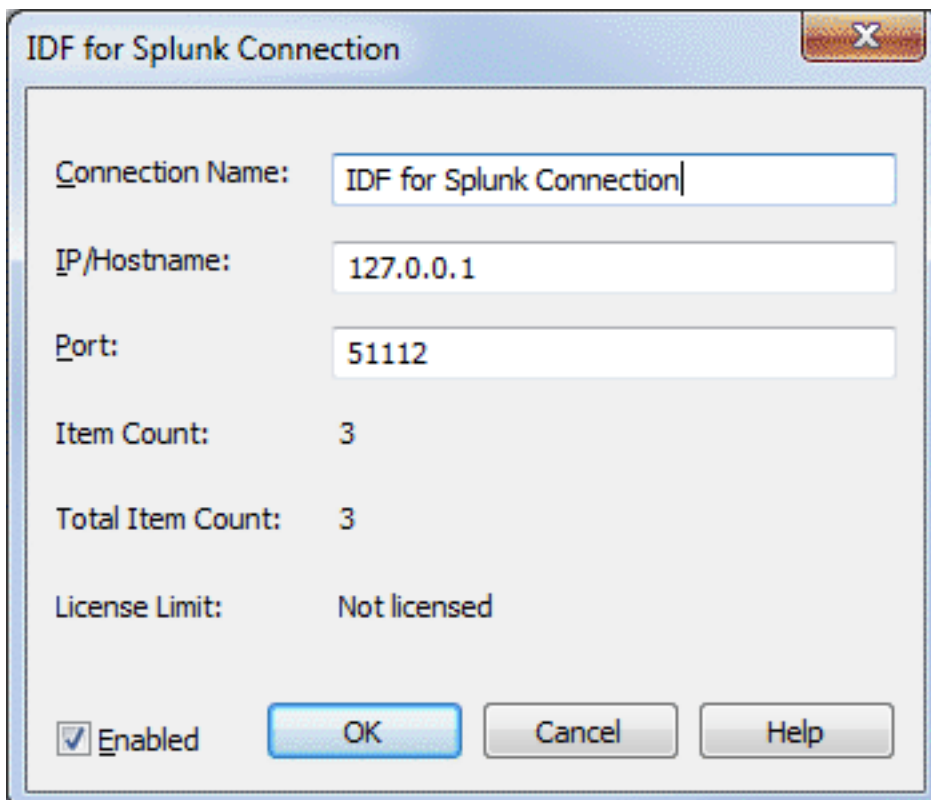 IDF for Splunk Connection
Connection Name: IDF for Splunk Connection
IP/Hostname: 127.0.0.1
Port: 51112
Item Count: 3
Total Item Count: 3
License Limit: Not licensed
Enabled OK Cancel Help